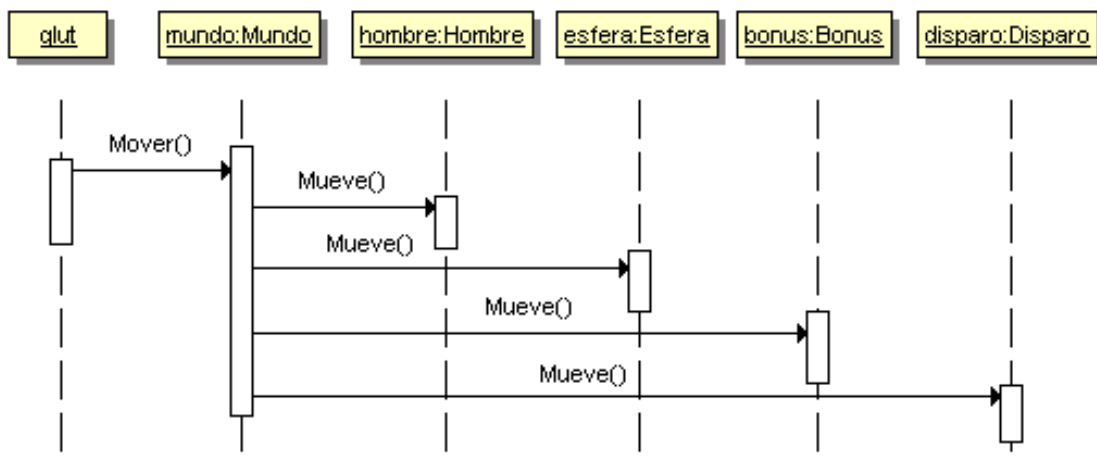 glut
mundo:Mundo
hombre:Hombre
esfera:Esfera
bonus:Bonus
disparo:Disparo
Mover()
Mueve()
Mueve()
Mueve()
Mueve()